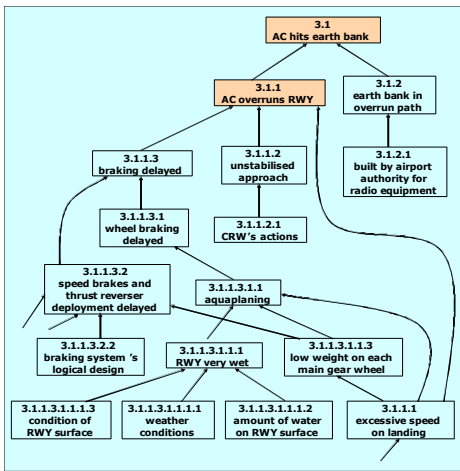 3.1
AC hits earth bank
3.1.1
AC overruns RWY
3.1.2
earth bank in
overrun path
3.1.1.3
braking delayed
3.1.1.2
unstabilised
approach
3.1.2.1
built by airport
authority for
radio equipment
3.1.1.3.1
wheel braking
delayed
3.1.1.2.1
CRW's actions
3.1.1.3.2
speed brakes and
thrust reverser
deployment delayed
3.1.1.3.1.1
aquaplaning
3.1.1.3.2.2
braking system 's
logical design
3.1.1.3.1.1.1
RWY very wet
3.1.1.3.1.1.3
low weight on each
main gear wheel
3.1.1.3.1.1.1.3
condition of
RWY surface
3.1.1.3.1.1.1.1
weather
conditions
3.1.1.3.1.1.1.2
amount of water
on RWY surface
3.1.1.1
excessive speed
on landing